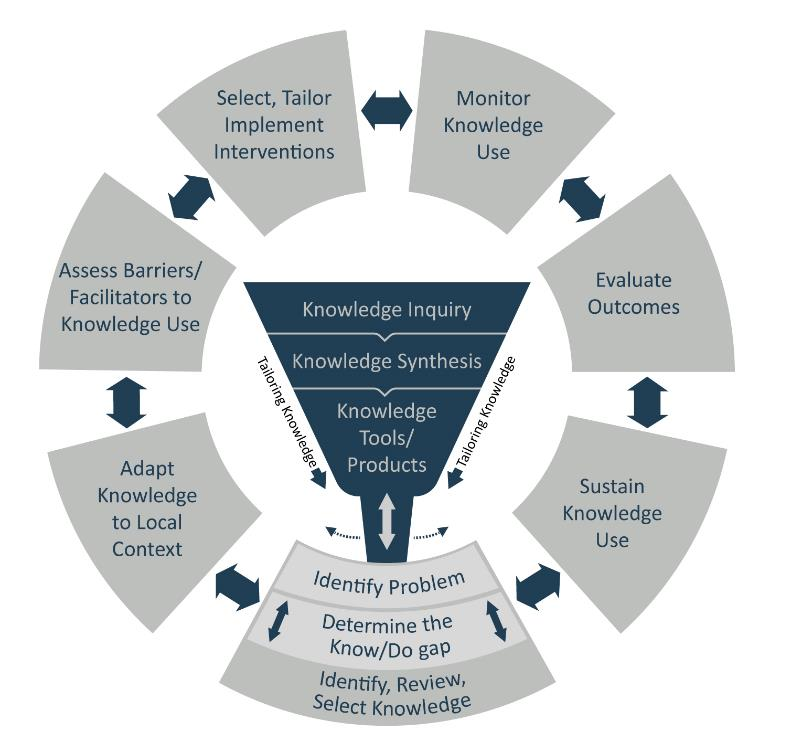 Select, Tailor
Implement
Interventions
Monitor
Knowledge
Use
Assess Barriers/
Facilitators to
Knowledge Use
Evaluate
Outcomes
Knowledge Inquiry
Knowledge Synthesis
Knowledge
Tools/
Products
Tailoring Knowledge
Tailoring Knowledge
Adapt
Knowledge
to Local
Context
Sustain
Knowledge
Use
Identify Problem
Determine the
Know/Do gap
Identify, Review,
Select Knowledge